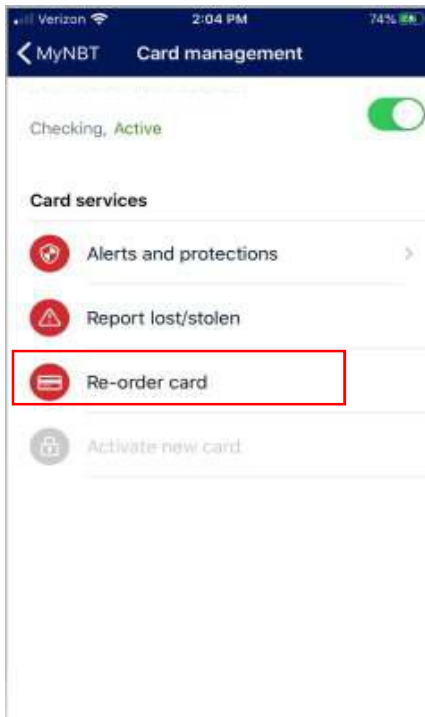 Verizon 2:04 PM 74%
MyNBT Card management
Checking, Active
Card services
Alerts and protections
Report lost/stolen
Re-order card
Activate new card